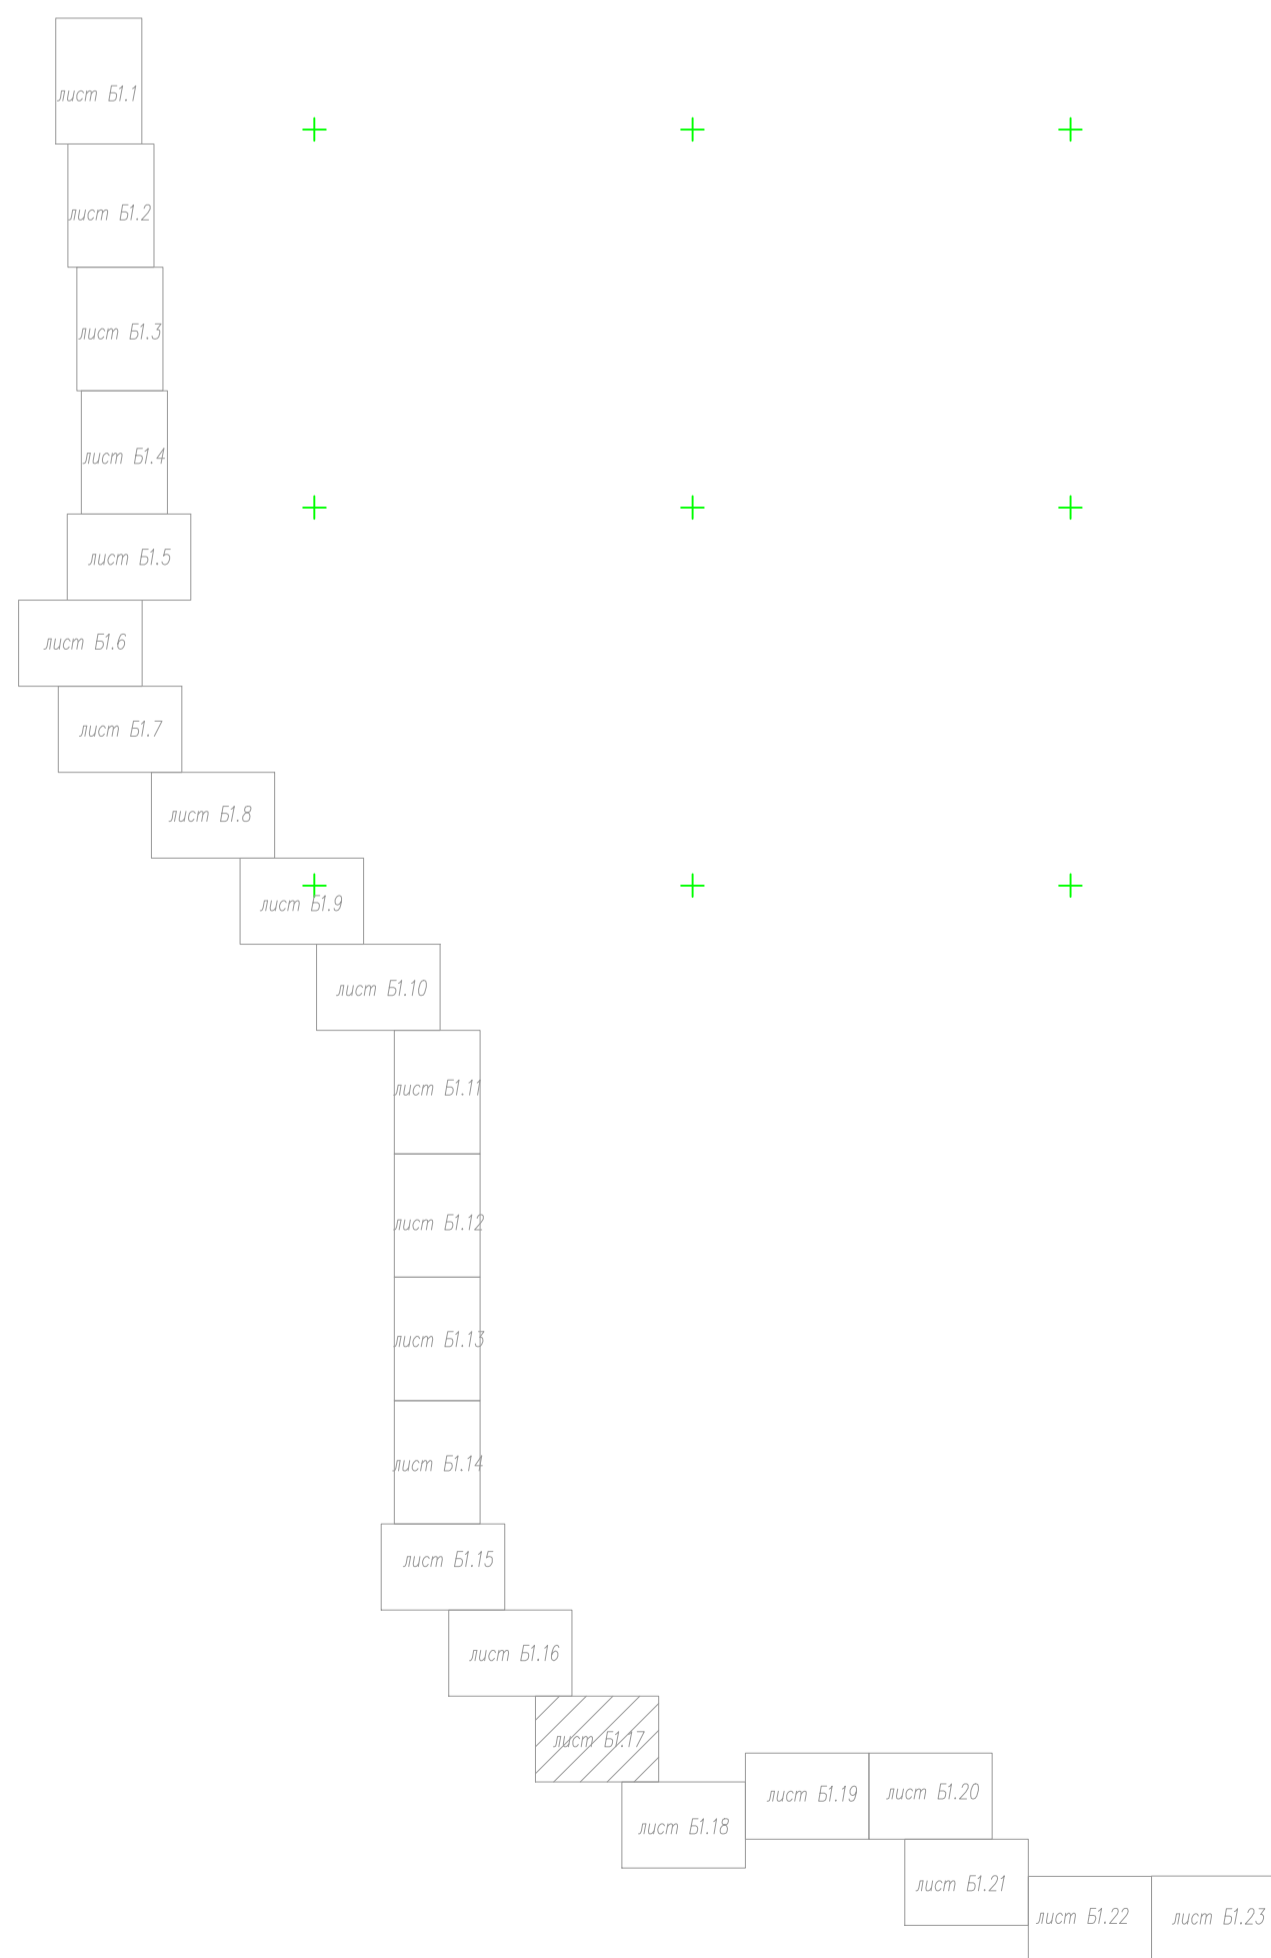 лист Б1.1
лист Б1.2
лист Б1.3
лист Б1.4
лист Б1.5
лист Б1.6
лист Б1.7
лист Б1.8
лист Б1.9
лист Б1.10
лист Б1.11
лист Б1.12
лист Б1.13
лист Б1.14
лист Б1.15
лист Б1.16
лист Б1.17
лист Б1.18
лист Б1.19
лист Б1.20
лист Б1.21
лист Б1.22
лист Б1.23